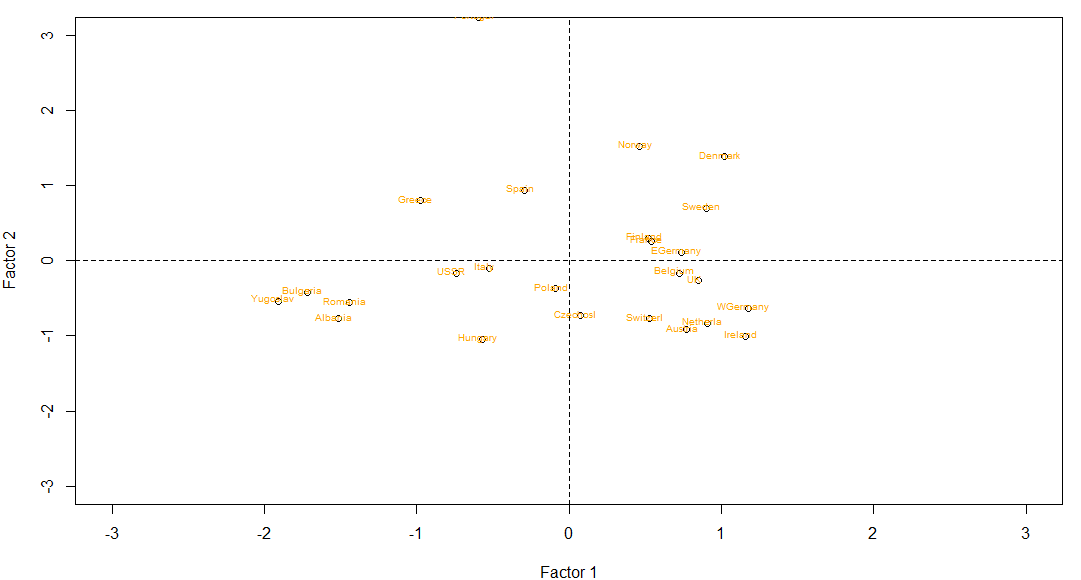 3
Norway
Denmark
2
Spain
Greece
1
Sweden
Finland
EGermany
0
Italy
USSR
Belgium
UK
Poland
Bulgaria
Yugoslav
Romania
WGermany
Czechosl
Albania
Switzerl
Netherla
Austria
-1
Ireland
Hungary
-2
-3
Factor 2
-3
-2
-1
0
1
2
3
Factor 1